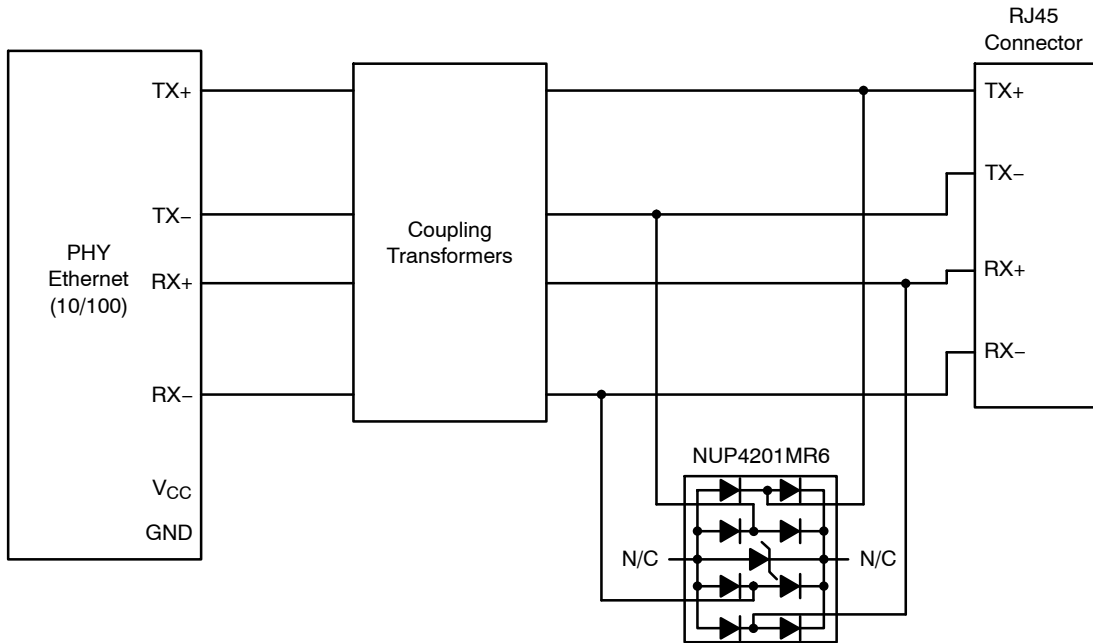 RJ45
Connector
TX+
TX−
RX+
RX−
PHY
Ethernet
(10/100)
VCC
GND
Coupling
Transformers
TX+
TX−
RX+
RX−
NUP4201MR6
N/C
N/C